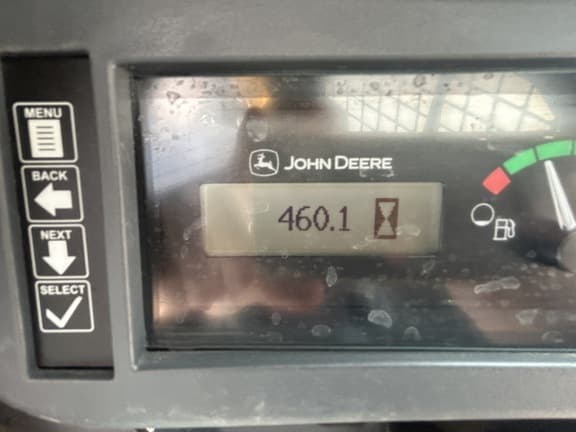 MENU
BACK
NEXT
SELECT
JOHN DEERE
460.1